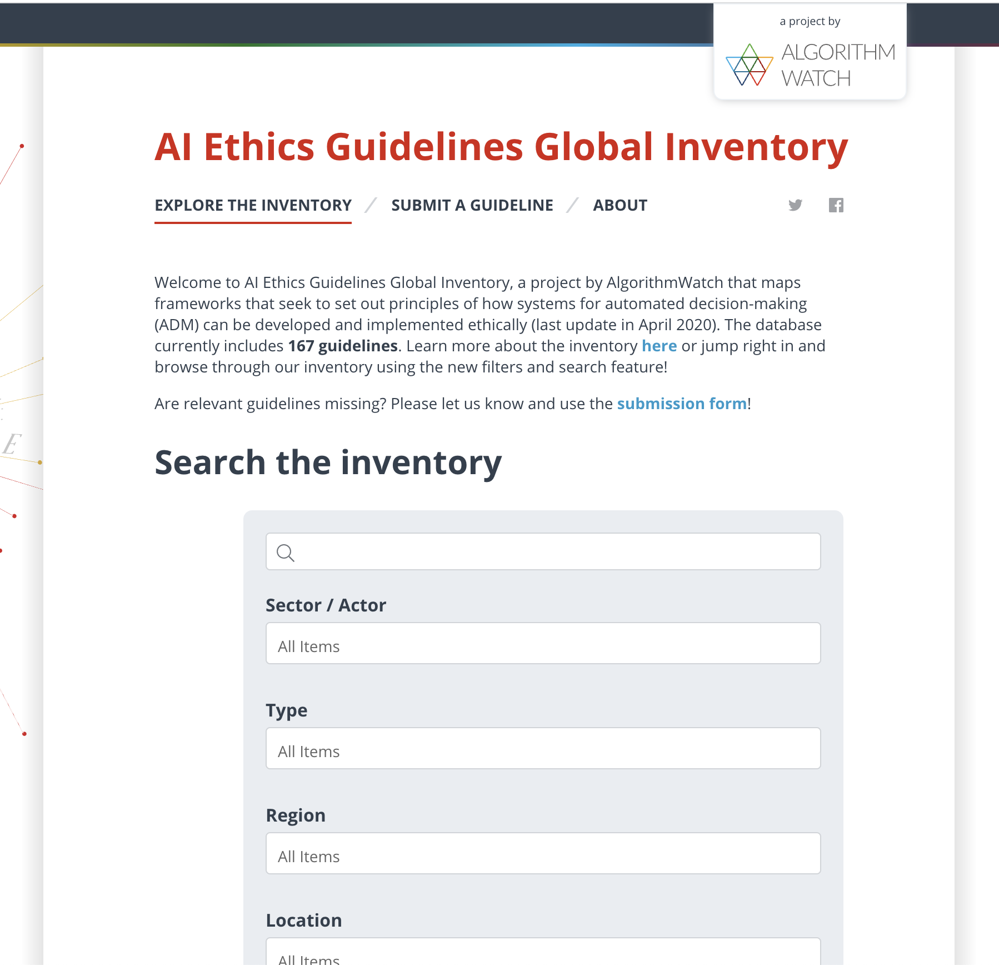 a project by
ALGORITHM
WATCH
AI Ethics Guidelines Global Inventory
EXPLORE THE INVENTORY / SUBMIT A GUIDELINE / ABOUT
Welcome to AI Ethics Guidelines Global Inventory, a project by AlgorithmWatch that maps
frameworks that seek to set out principles of how systems for automated decision-making
(ADM) can be developed and implemented ethically (last update in April 2020). The database
currently includes 167 guidelines. Learn more about the inventory here or jump right in and
browse through our inventory using the new filters and search feature!
Are relevant guidelines missing? Please let us know and use the submission form!
E
Search the inventory
Sector / Actor
All Items
Type
All Items
Region
All Items
Location
All Items